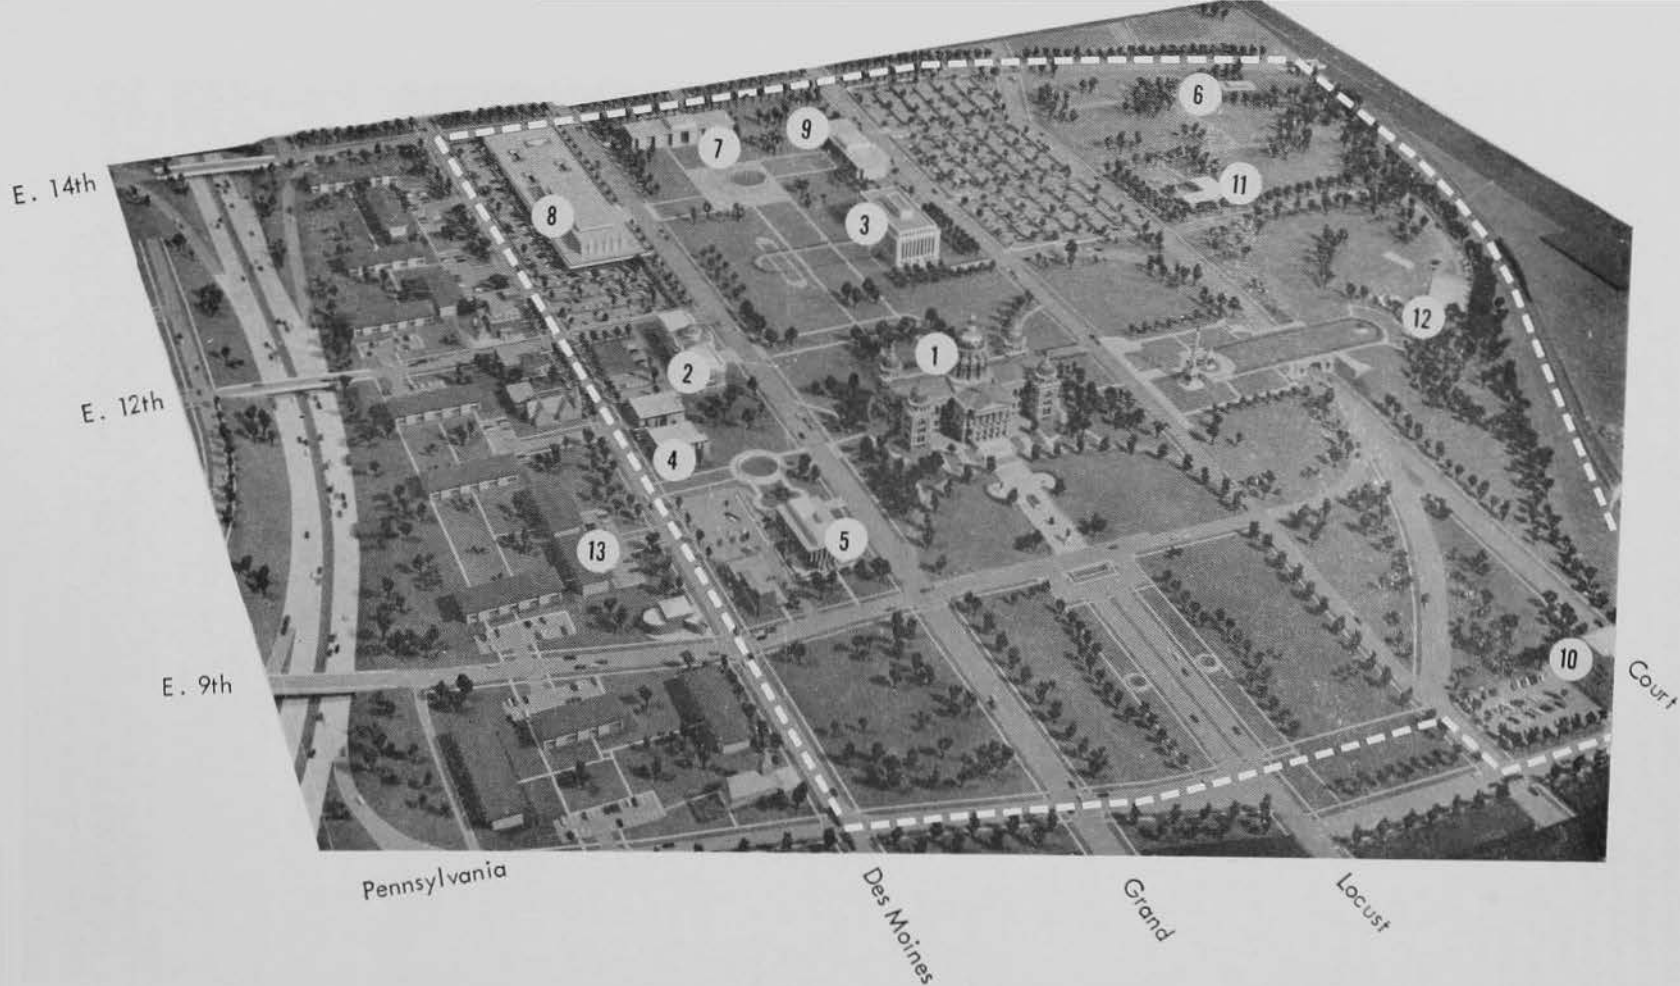 6
9
7
11
E. 14th
8
3
12
1
2
E. 12th
4
5
13
10
E. 9th
Court
Pennsylvania
Des Moines
Grand
Locust